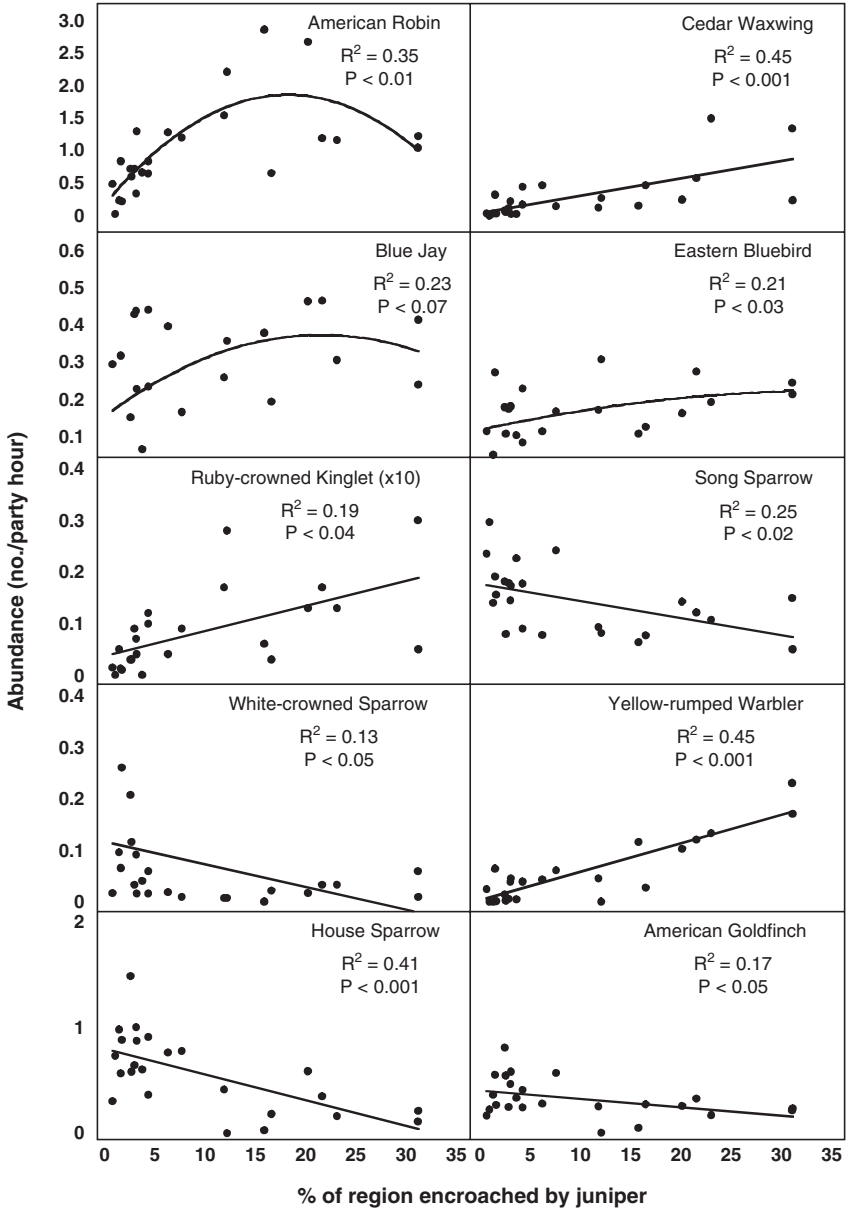 American Robin
R² = 0.35
P < 0.01
3.0
2.5
2.0
1.5
1.0
0.5
0
Cedar Waxwing
R² = 0.45
P < 0.001
Blue Jay
R² = 0.23
P < 0.07
0.6
0.5
0.4
0.3
0.2
0.1
Eastern Bluebird
R² = 0.21
P < 0.03
Ruby-crowned Kinglet (x10)
R² = 0.19
P < 0.04
0.4
0.3
0.2
0.1
0
Song Sparrow
R² = 0.25
P < 0.02
White-crowned Sparrow
R² = 0.13
P < 0.05
0.4
0.3
0.2
0.1
0
Yellow-rumped Warbler
R² = 0.45
P < 0.001
House Sparrow
R² = 0.41
P < 0.001
2
1
0
American Goldfinch
R² = 0.17
P < 0.05
0 5 10 15 20 25 30 35
0 5 10 15 20 25 30 35
Abundance (no./party hour)
% of region encroached by juniper